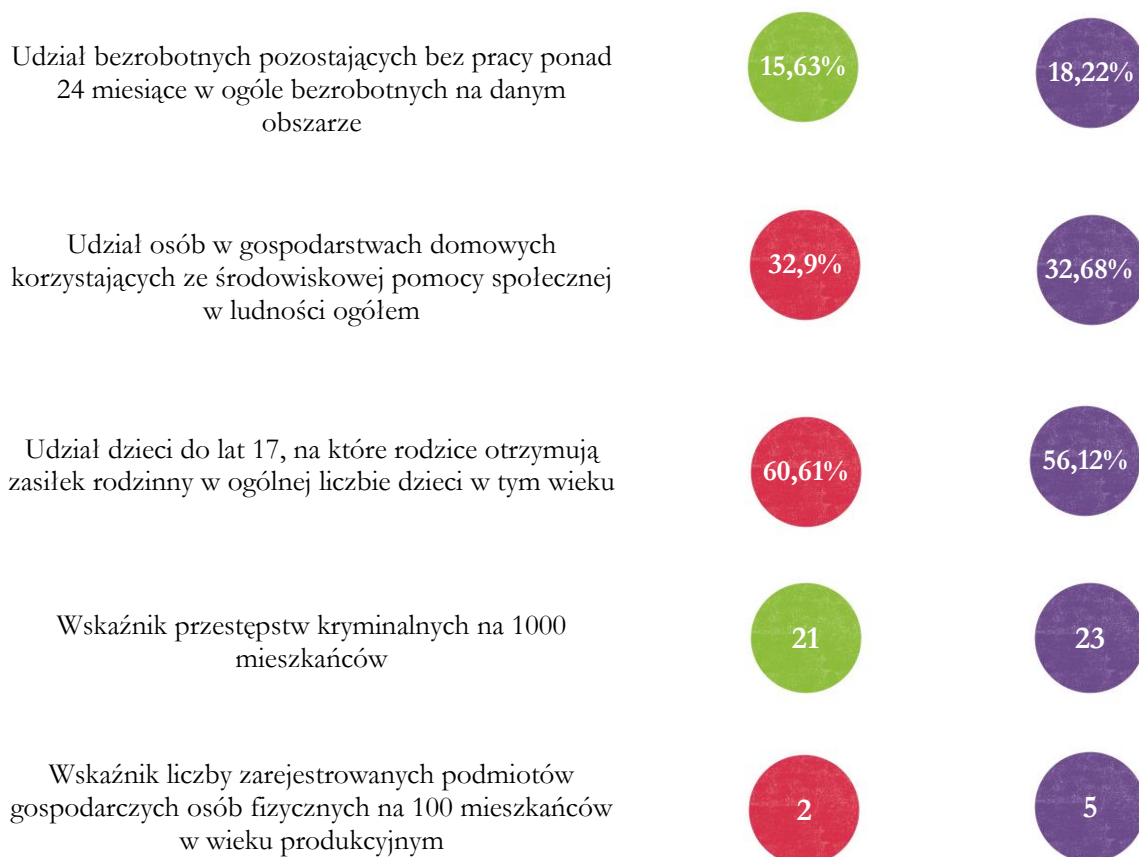 Udział bezrobotnych pozostających bez pracy ponad
24 miesiące w ogóle bezrobotnych na danym
obszarze
15,63%
18,22%
Udział osób w gospodarstwach domowych
korzystających ze środowiskowej pomocy społecznej
w ludności ogółem
32,9%
32,68%
Udział dzieci do lat 17, na które rodzice otrzymują
zasiłek rodzinny w ogólnej liczbie dzieci w tym wieku
60,61%
56,12%
Wskaźnik przestępstw kryminalnych na 1000
mieszkańców
21
23
Wskaźnik liczby zarejestrowanych podmiotów
gospodarczych osób fizycznych na 100 mieszkańców
w wieku produkcyjnym
2
5